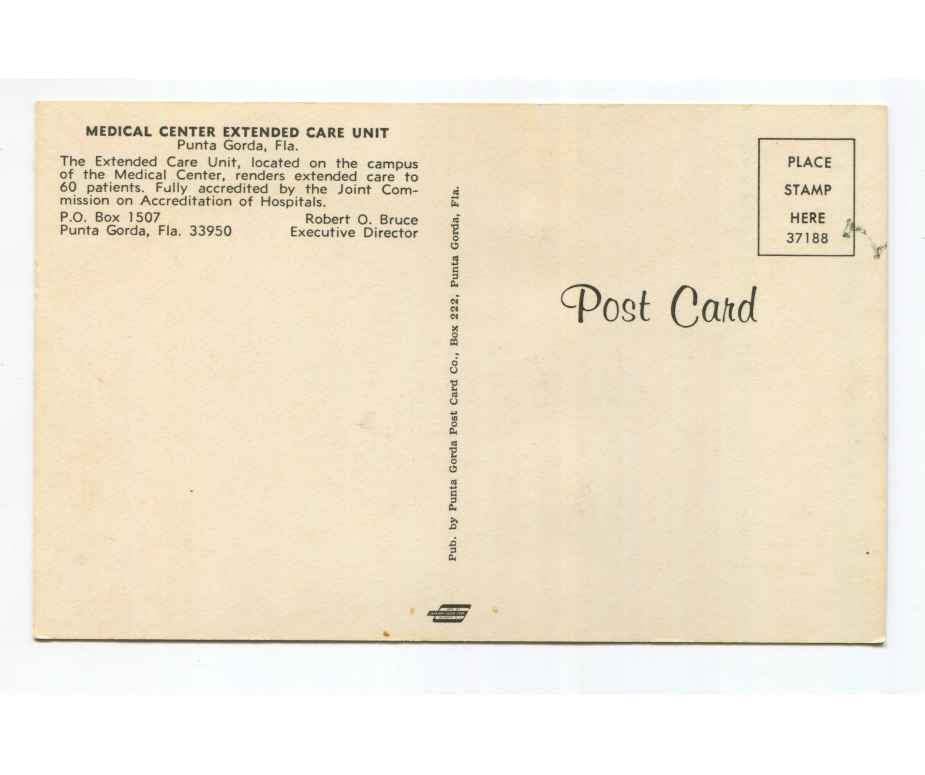 MEDICAL CENTER EXTENDED CARE UNIT
Punta Gorda, Fla.
The Extended Care Unit, located on the campus
of the Medical Center, renders extended care to
60 patients. Fully accredited by the Joint Com-
mission on Accreditation of Hospitals.
P.O. Box 1507 Robert O. Bruce
Punta Gorda, Fla. 33950 Executive Director
Pub. by Punta Gorda Post Card Co., Box 222, Punta Gorda, Fla.
PLACE
STAMP
HERE
37188
Post Card